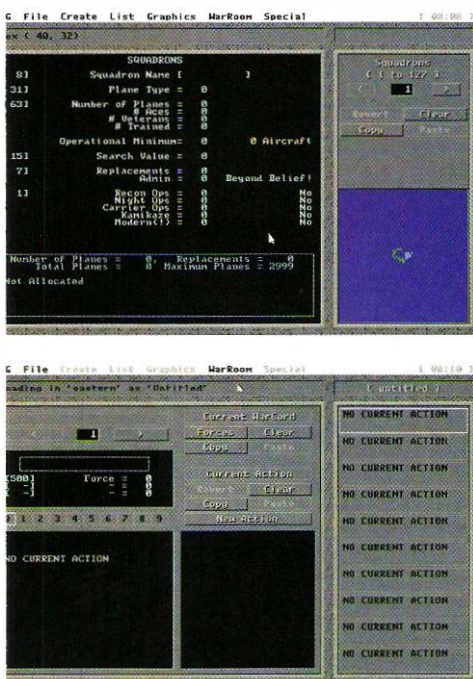 G File Create List Graphics WarRoom Special
ex ( 40, 32)
SQUADRONS
8] Squadron Name [ ]
31] Plane Type = 0
63] Number of Planes = 0
# Aces = 0
# Veterans = 0
# Trained = 0
Operational Minimum= 0 0 Aircraft
15] Search Value = 0
7] Replacements = 0
Admin = 0 Beyond Belief!
1] Recon Ops = 0 No
Night Ops = 0 No
Carrier Ops = 0 No
Kamikaze = 0 No
Modern(!) = 0 No
Number of Planes = 0, Replacements = 0
Total Planes = 0 Maximum Planes = 2999
Not Allocated
Squadrons
[ 1 to 127 ]
< 1 >
Revert Clear
Copy Paste
G File Create List Graphics WarRoom Special [ 00:10 ]
oading in "eastern" as "Untitled"
[ untitled ]
< 1 >
[500] Force = 0
- = 0
- = 0
0 1 2 3 4 5 6 7 8 9
NO CURRENT ACTION
Current WarCard
Forces Clear
Copy Paste
Current Action
Revert Clear
Copy Paste
New Action
NO CURRENT ACTION
NO CURRENT ACTION
NO CURRENT ACTION
NO CURRENT ACTION
NO CURRENT ACTION
NO CURRENT ACTION
NO CURRENT ACTION
NO CURRENT ACTION
NO CURRENT ACTION
NO CURRENT ACTION